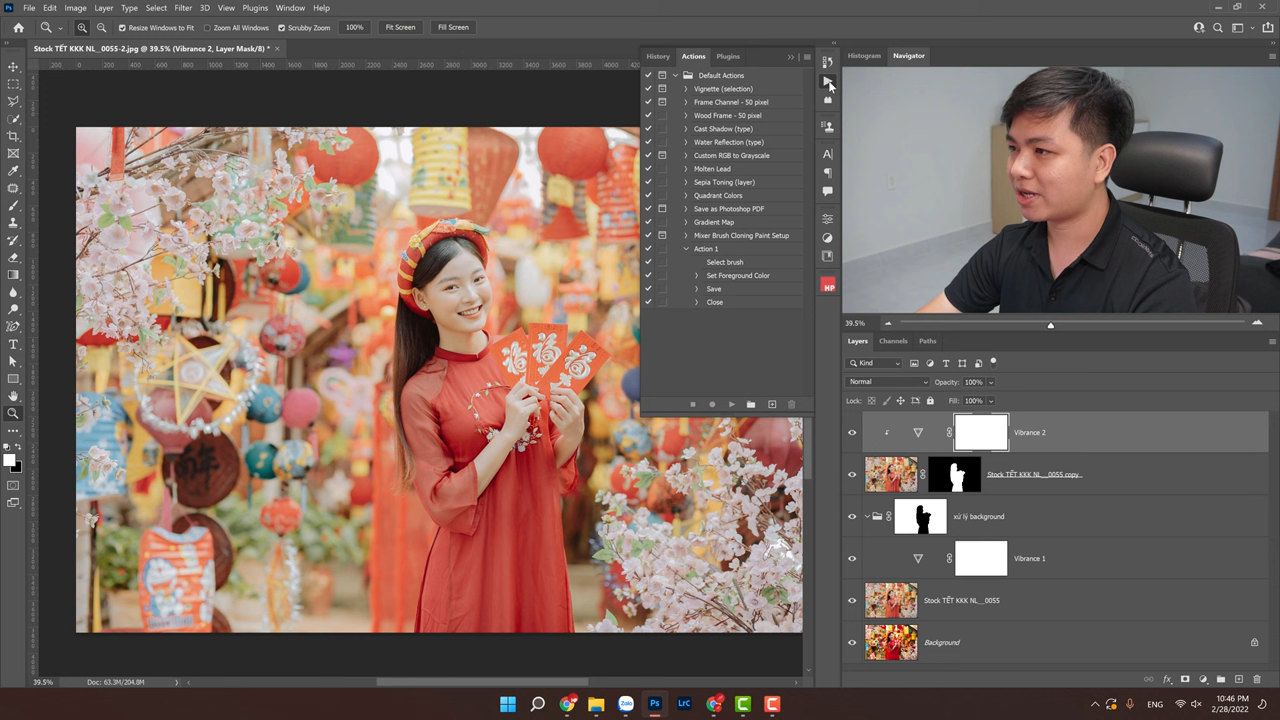 Ps File Edit Image Layer Type Select Filter 3D View Plugins Window Help
Resize Windows to Fit Zoom All Windows Scrubby Zoom 100% Fit Screen Fill Screen
Stock TẾT KKK NL_0055-2.jpg @ 39.5% (Vibrance 2, Layer Mask/8) *
History Actions Plugins
Histogram Navigator
Default Actions
Vignette (selection)
Frame Channel - 50 pixel
Wood Frame - 50 pixel
Cast Shadow (type)
Water Reflection (type)
Custom RGB to Grayscale
Molten Lead
Sepia Toning (layer)
Quadrant Colors
Save as Photoshop PDF
Gradient Map
Mixer Brush Cloning Paint Setup
Action 1
Select brush
Set Foreground Color
Save
Close
HP
39.5%
Layers Channels Paths
Kind
Normal Opacity: 100%
Lock: Fill: 100%
Vibrance 2
Stock TẾT KKK NL__0055 copy
xử lý background
Vibrance 1
Stock TẾT KKK NL__0055
Background
39.5% Doc: 63.3M/204.8M
Zalo Ps LrC
ENG
10:46 PM
2/28/2022